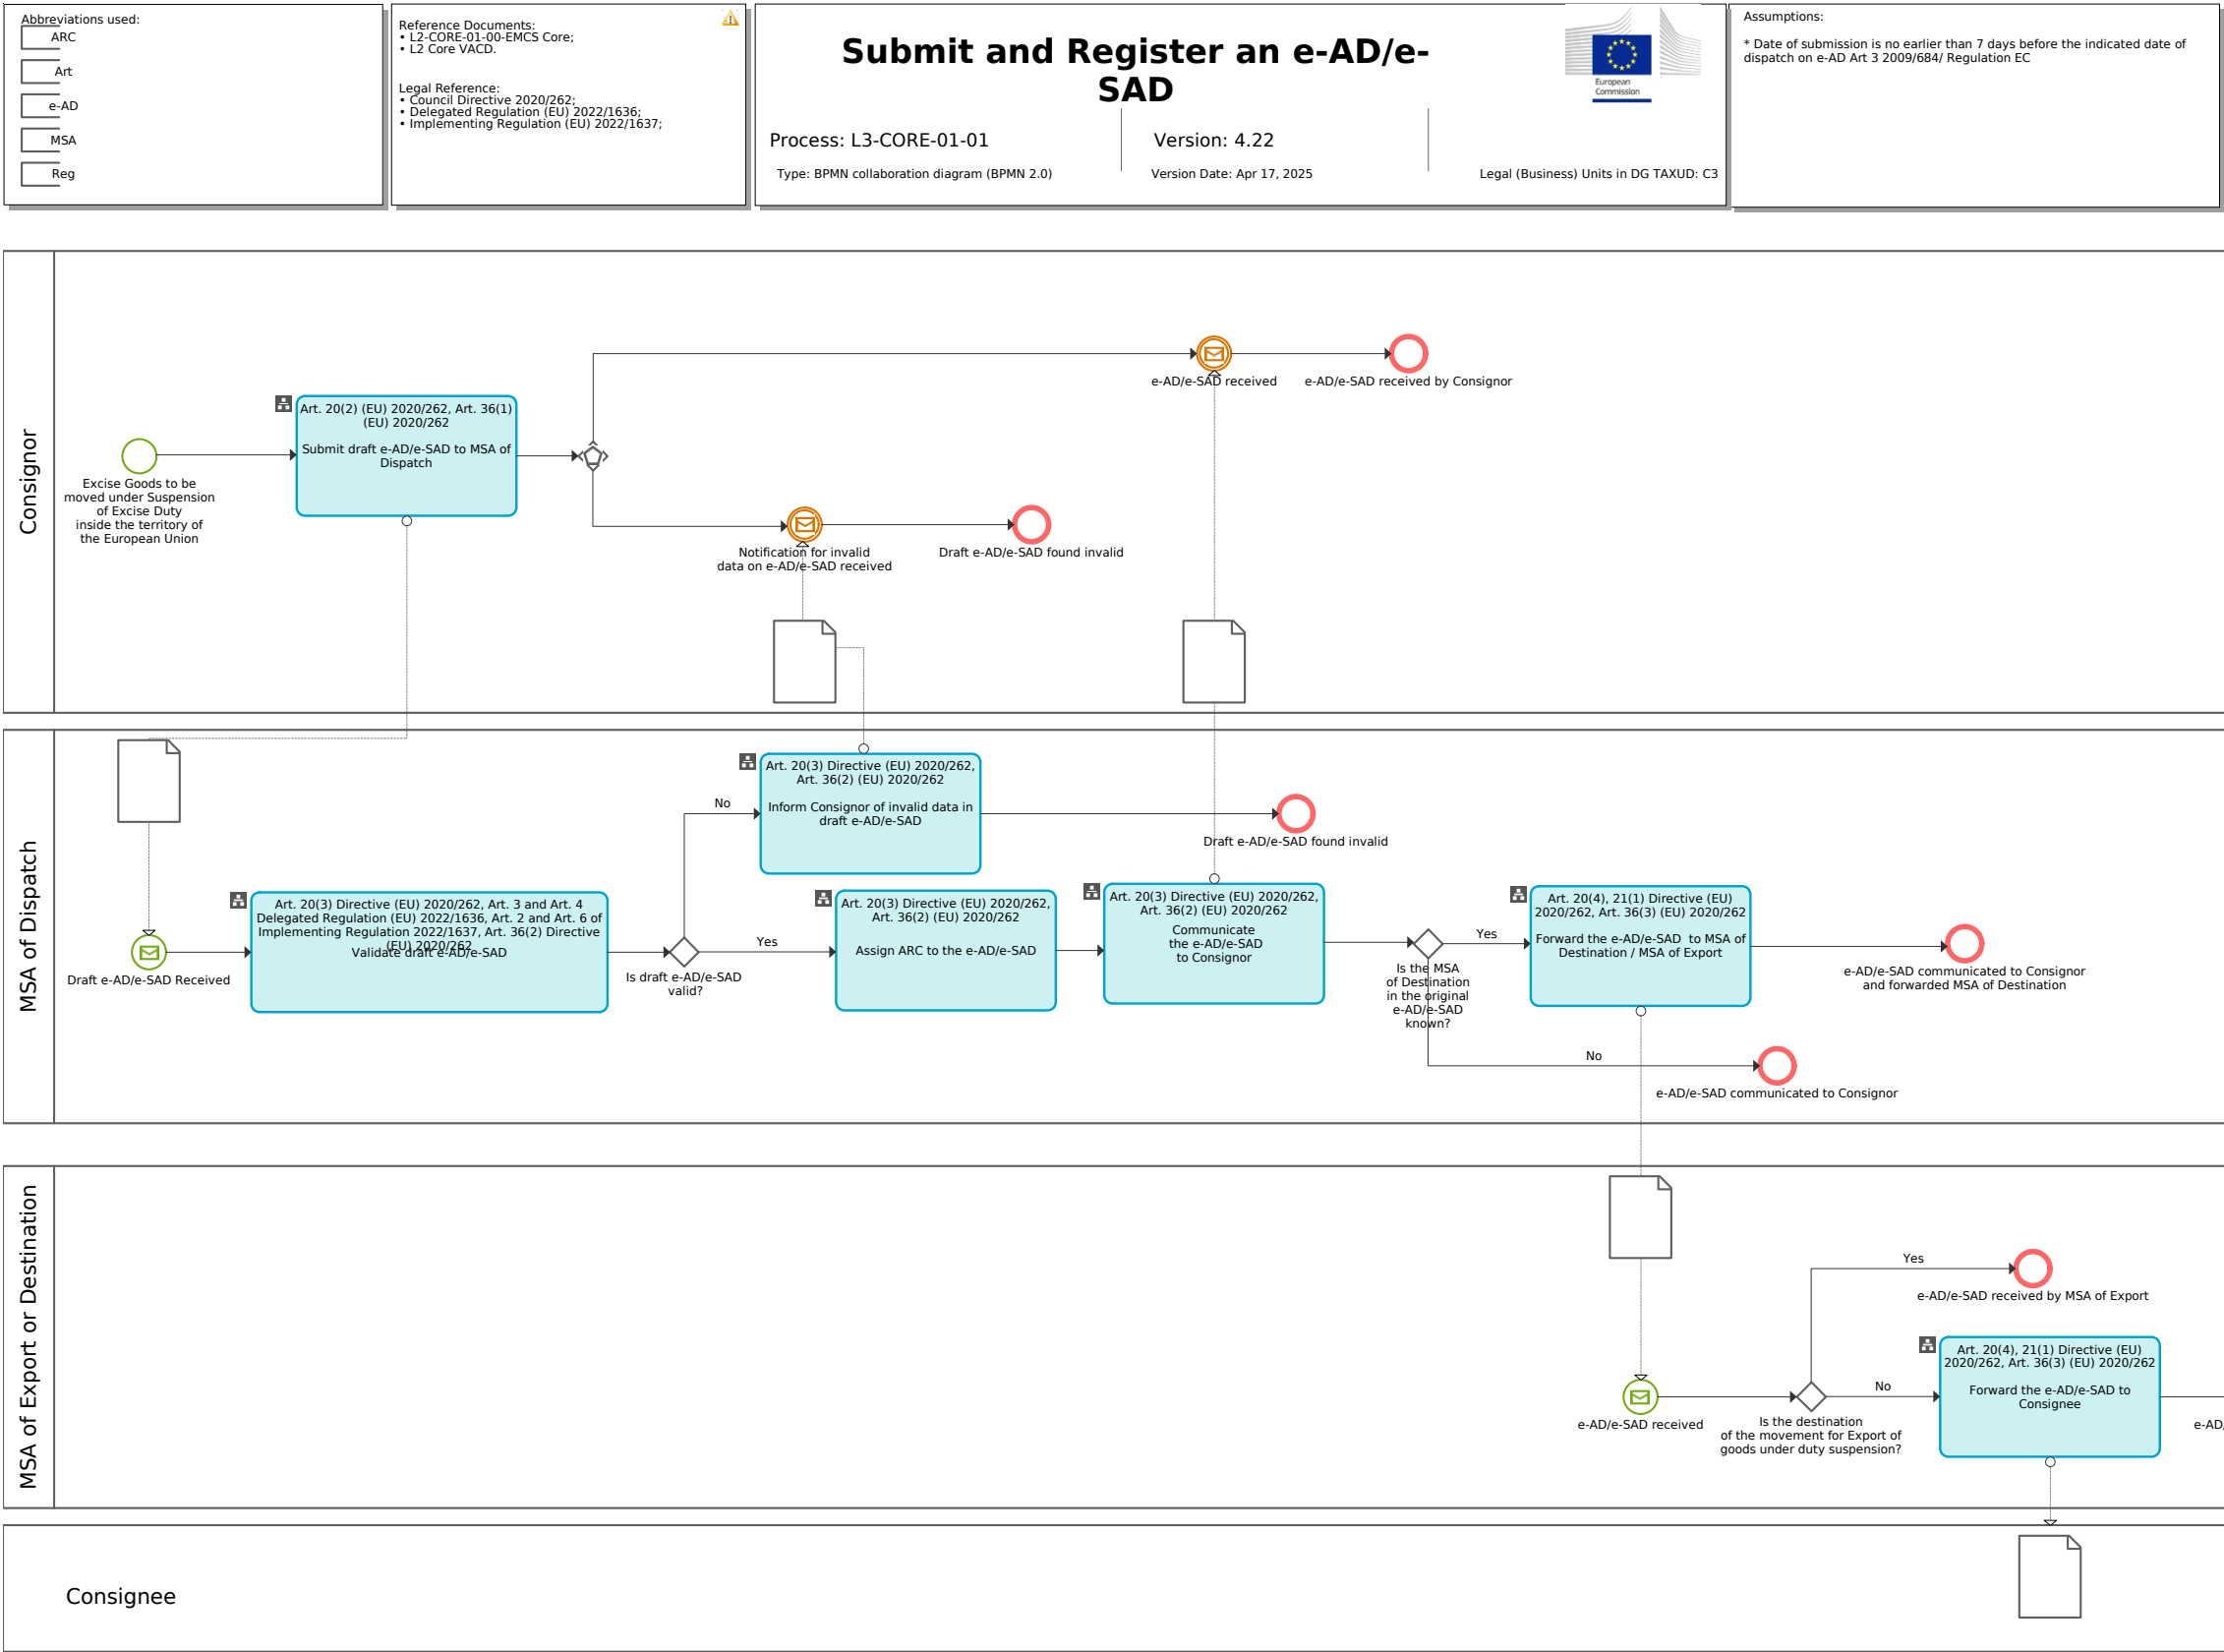 Abbreviations used:
ARC
Art
e-AD
MSA
Reg
Reference Documents:
• L2-CORE-01-00-EMCS Core;
• L2 Core VACD.
Legal Reference:
• Council Directive 2020/262;
• Delegated Regulation (EU) 2022/1636;
• Implementing Regulation (EU) 2022/1637;
Submit and Register an e-AD/e-
SAD
Process: L3-CORE-01-01
Version: 4.22
Type: BPMN collaboration diagram (BPMN 2.0)
Version Date: Apr 17, 2025
Legal (Business) Units in DG TAXUD: C3
European
Commission
Assumptions:
* Date of submission is no earlier than 7 days before the indicated date of
dispatch on e-AD Art 3 2009/684/ Regulation EC
Consignor
Excise Goods to be
moved under Suspension
of Excise Duty
inside the territory of
the European Union
Art. 20(2) (EU) 2020/262, Art. 36(1)
(EU) 2020/262
Submit draft e-AD/e-SAD to MSA of
Dispatch
e-AD/e-SAD received
e-AD/e-SAD received by Consignor
Notification for invalid
data on e-AD/e-SAD received
Draft e-AD/e-SAD found invalid
MSA of Dispatch
Draft e-AD/e-SAD Received
Art. 20(3) Directive (EU) 2020/262, Art. 3 and Art. 4
Delegated Regulation (EU) 2022/1636, Art. 2 and Art. 6 of
Implementing Regulation 2022/1637, Art. 36(2) Directive
(EU) 2020/262
Validate draft e-AD/e-SAD
Is draft e-AD/e-SAD
valid?
No
Art. 20(3) Directive (EU) 2020/262,
Art. 36(2) (EU) 2020/262
Inform Consignor of invalid data in
draft e-AD/e-SAD
Draft e-AD/e-SAD found invalid
Yes
Art. 20(3) Directive (EU) 2020/262,
Art. 36(2) (EU) 2020/262
Assign ARC to the e-AD/e-SAD
Art. 20(3) Directive (EU) 2020/262,
Art. 36(2) (EU) 2020/262
Communicate
the e-AD/e-SAD
to Consignor
Is the MSA
of Destination
in the original
e-AD/e-SAD
known?
Yes
Art. 20(4), 21(1) Directive (EU)
2020/262, Art. 36(3) (EU) 2020/262
Forward the e-AD/e-SAD to MSA of
Destination / MSA of Export
e-AD/e-SAD communicated to Consignor
and forwarded MSA of Destination
No
e-AD/e-SAD communicated to Consignor
MSA of Export or Destination
e-AD/e-SAD received
Is the destination
of the movement for Export of
goods under duty suspension?
Yes
e-AD/e-SAD received by MSA of Export
No
Art. 20(4), 21(1) Directive (EU)
2020/262, Art. 36(3) (EU) 2020/262
Forward the e-AD/e-SAD to
Consignee
e-AD/
Consignee